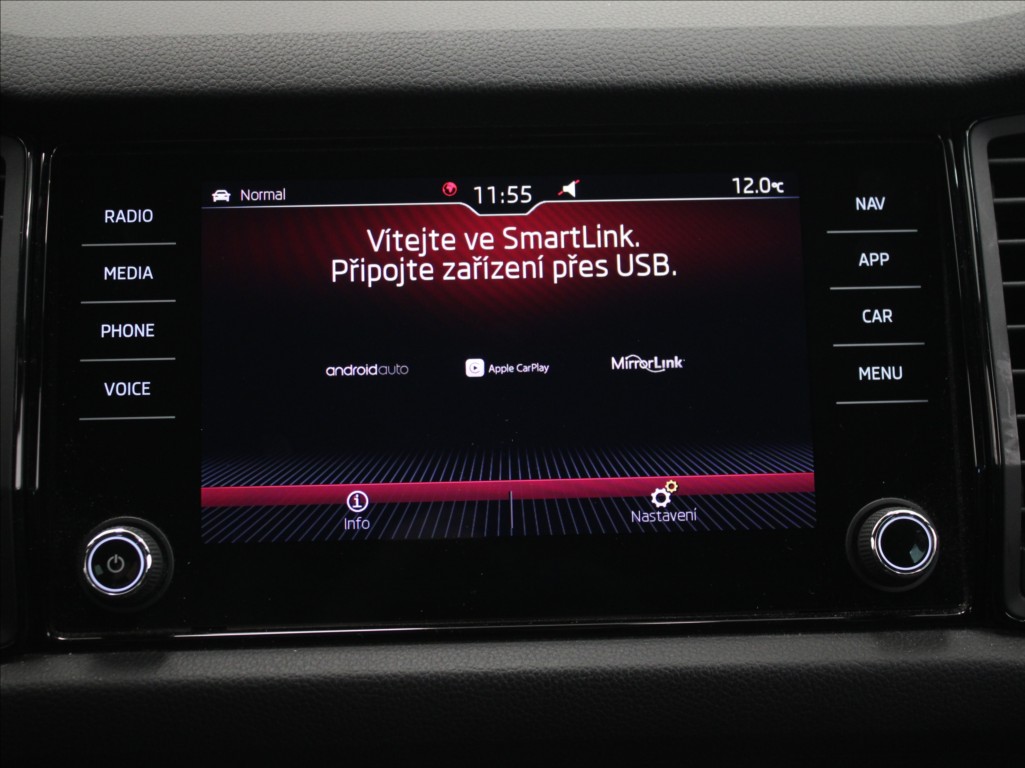 Normal
11:55
12.0°C
Vítejte ve SmartLink.
Připojte zařízení přes USB.
androidauto
Apple CarPlay
MirrorLink
Info
Nastavení
RADIO
MEDIA
PHONE
VOICE
NAV
APP
CAR
MENU